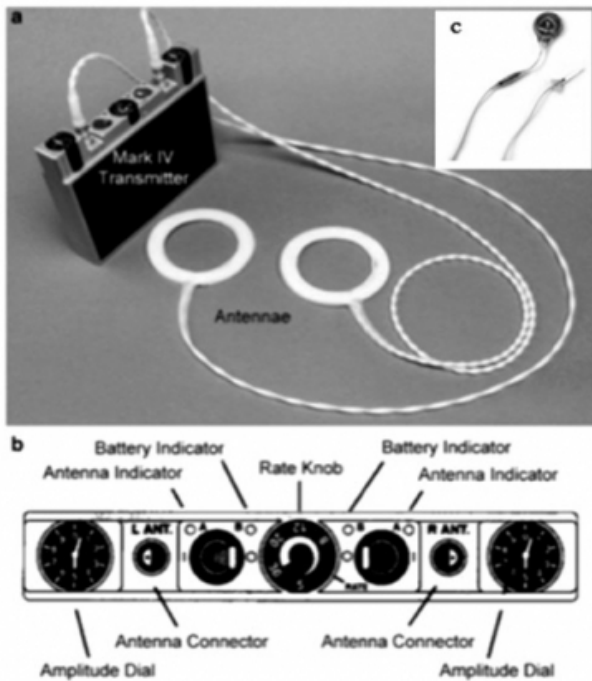 a
c
Mark IV
Transmitter
Antennae
b
Battery Indicator
Battery Indicator
Antenna Indicator
Rate Knob
Antenna Indicator
L ANT.
A
B
B
A
R ANT.
RATE
Antenna Connector
Antenna Connector
Amplitude Dial
Amplitude Dial